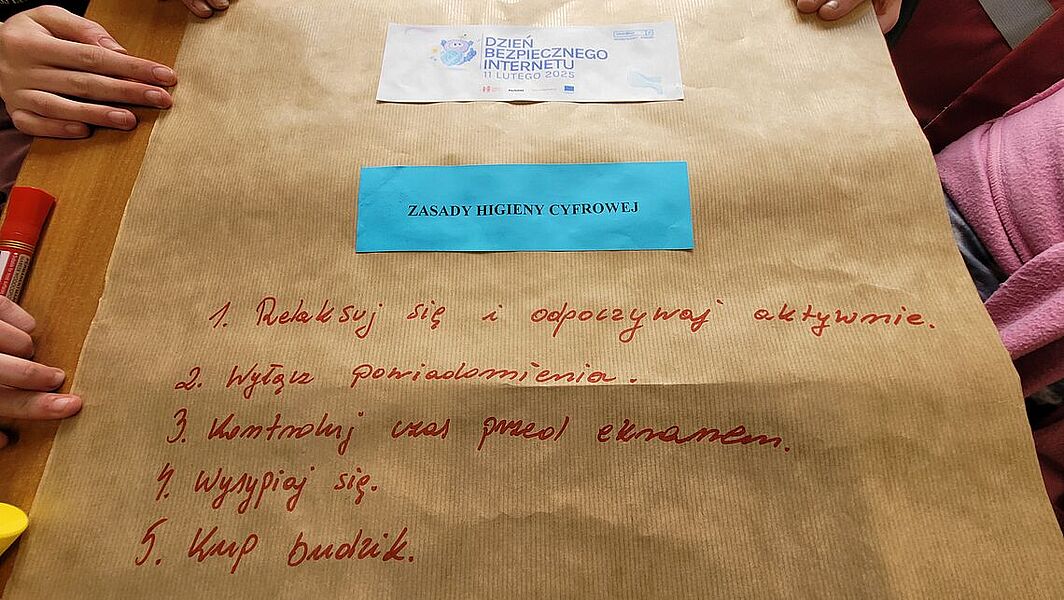 DZIEŃ
BEZPIECZNEGO
INTERNETU
11 LUTEGO 2025
ZASADY HIGIENY CYFROWEJ
1. Relaksuj się i odpoczywaj aktywnie.
2. Wyłącz powiadomienia.
3. Kontroluj czas przed ekranem.
4. Wysypiaj się.
5. Kup budzik.